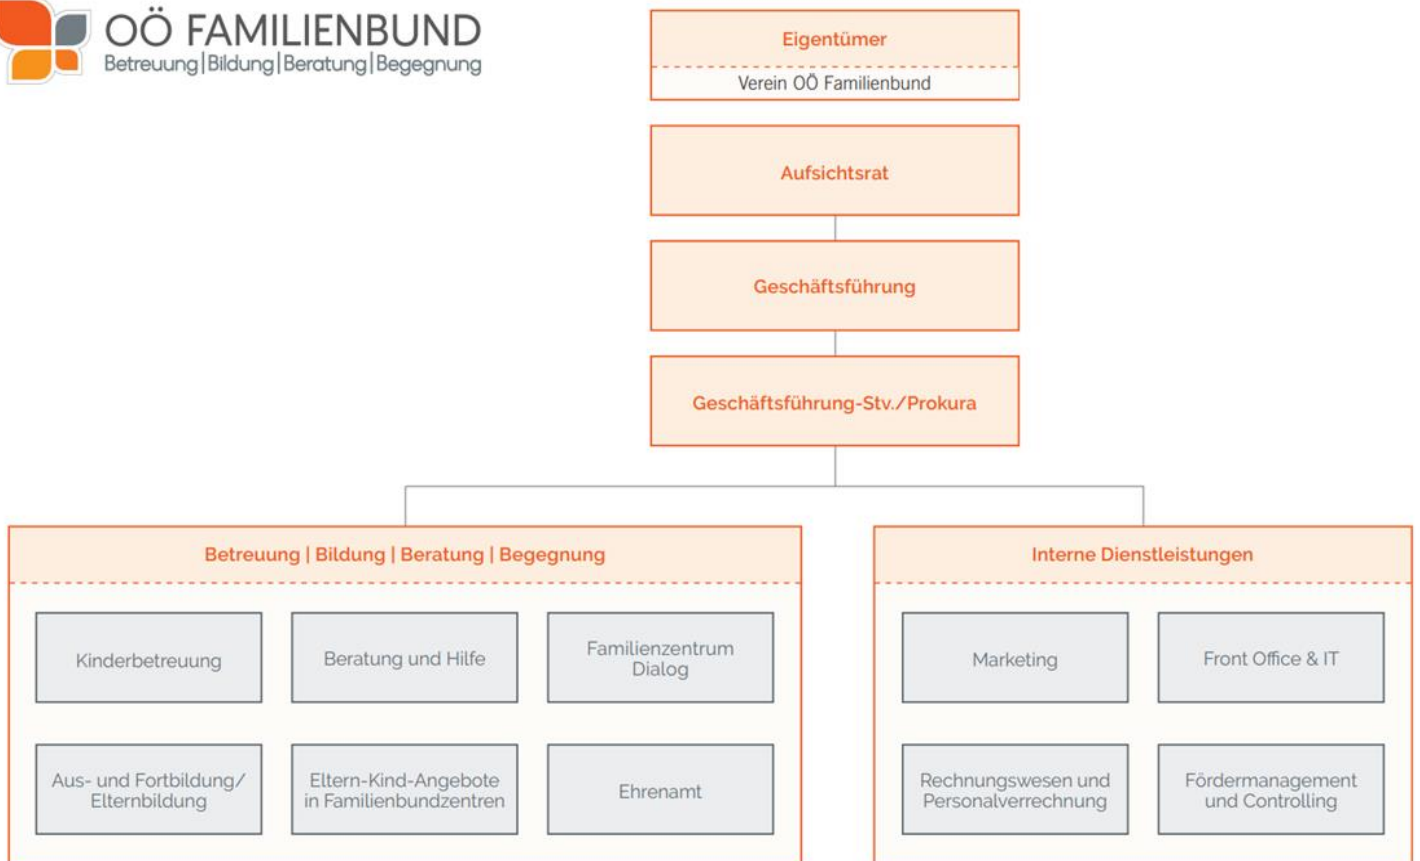 OÖ FAMILIENBUND
Betreuung|Bildung|Beratung|Begegnung
Eigentümer
Verein OÖ Familienbund
Aufsichtsrat
Geschäftsführung
Geschäftsführung-Stv./Prokura
Betreuung | Bildung | Beratung | Begegnung
Kinderbetreuung
Beratung und Hilfe
Familienzentrum
Dialog
Aus- und Fortbildung/
Elternbildung
Eltern-Kind-Angebote
in Familienbundzentren
Ehrenamt
Interne Dienstleistungen
Marketing
Front Office & IT
Rechnungswesen und
Personalverrechnung
Fördermanagement
und Controlling